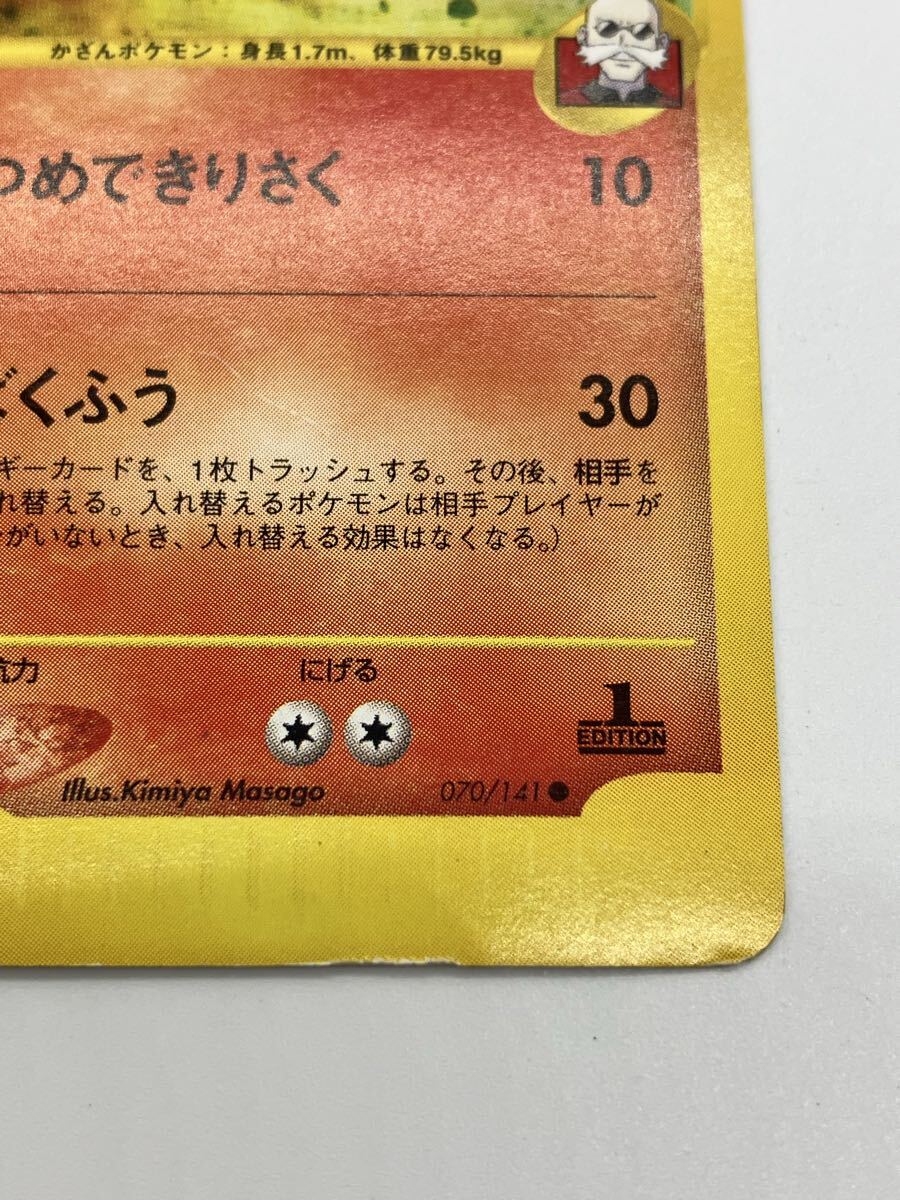 かざんポケモン：身長1.7m、体重79.5kg
つめできりさく 10
ばくふう 30
ギーカードを、1枚トラッシュする。その後、相手を
れ替える。入れ替えるポケモンは相手プレイヤーが
がいないとき、入れ替える効果はなくなる。）
抗力 にげる
1
EDITION
Illus.Kimiya Masago 070/141